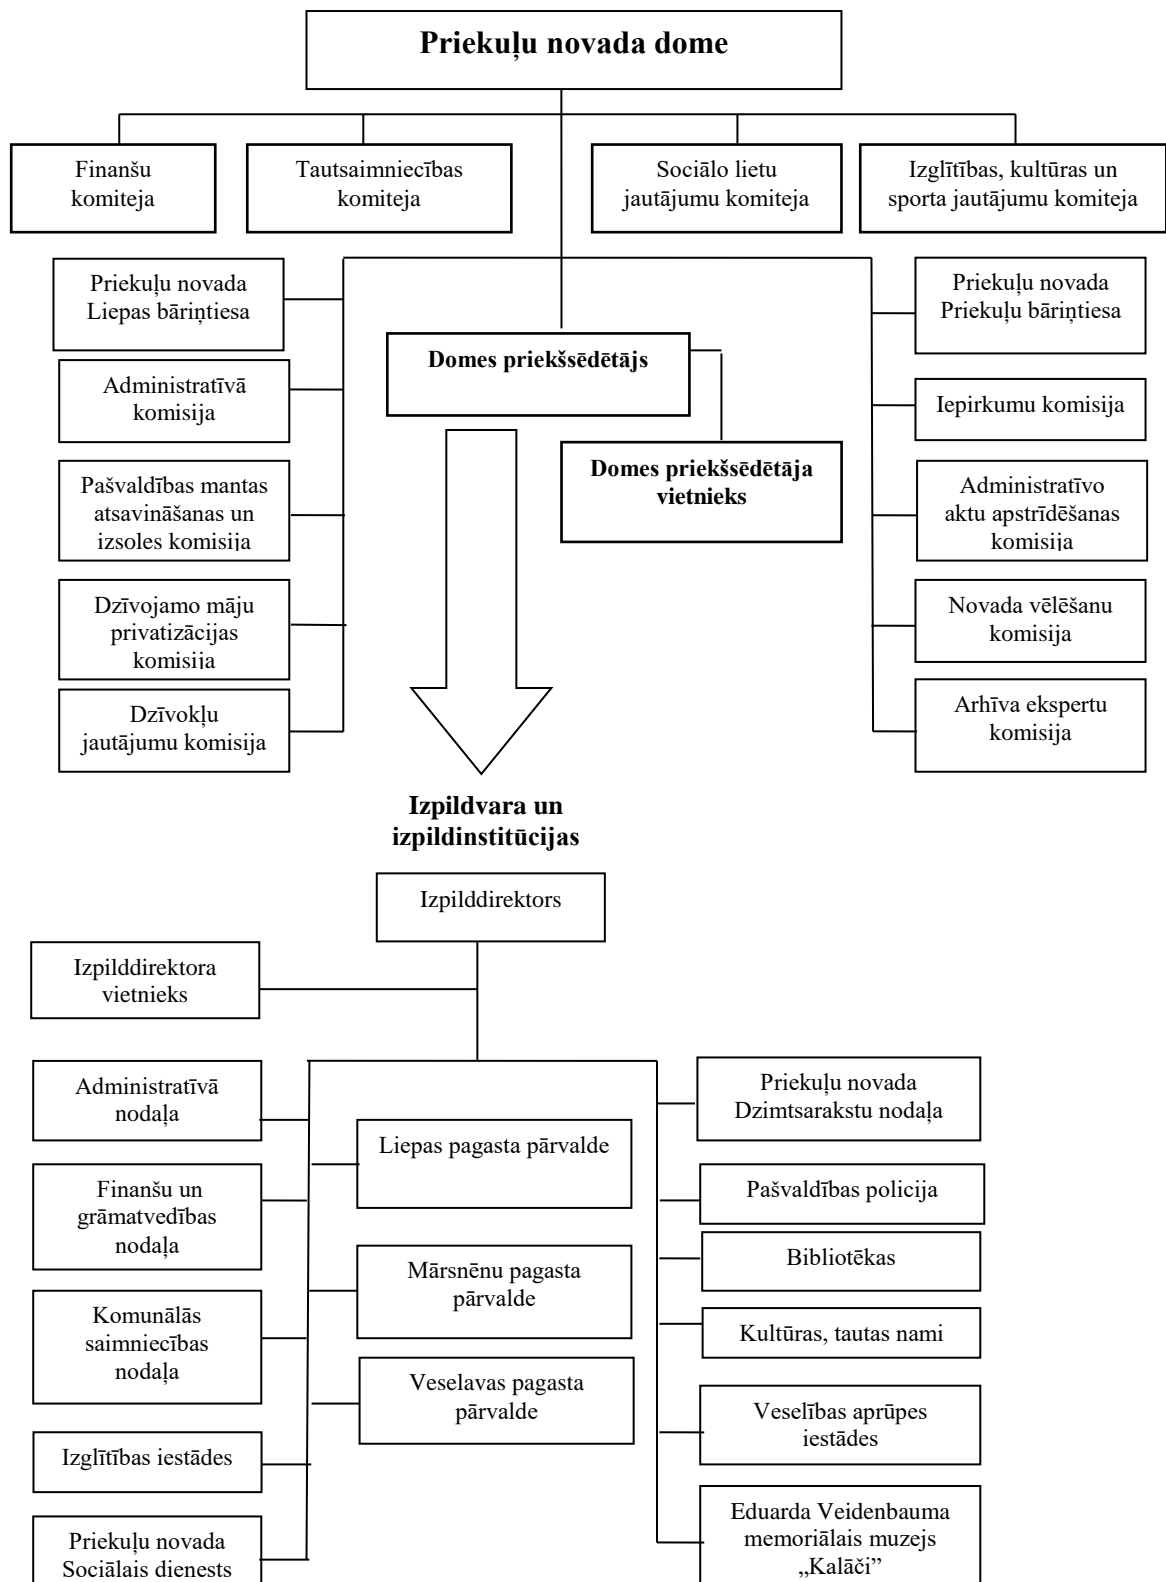 Priekuļu novada dome
Finanšu
komiteja
Tautsaimniecības
komiteja
Sociālo lietu
jautājumu komiteja
Izglītības, kultūras un
sporta jautājumu komiteja
Priekuļu novada
Liepas bāriņtiesa
Administratīvā
komisija
Pašvaldības mantas
atsavināšanas un
izsoles komisija
Dzīvojamo māju
privatizācijas
komisija
Dzīvokļu
jautājumu komisija
Domes priekšsēdētājs
Domes priekšsēdētāja
vietnieks
Priekuļu novada
Priekuļu bāriņtiesa
Iepirkumu komisija
Administratīvo
aktu apstrīdēšanas
komisija
Novada vēlēšanu
komisija
Arhīva ekspertu
komisija
Izpildvara un
izpildinstitūcijas
Izpilddirektors
Izpilddirektora
vietnieks
Administratīvā
nodaļa
Finanšu un
grāmatvedības
nodaļa
Komunālās
saimniecības
nodaļa
Izglītības iestādes
Priekuļu novada
Sociālais dienests
Liepas pagasta pārvalde
Mārsnēnu pagasta
pārvalde
Veselavas pagasta
pārvalde
Priekuļu novada
Dzimtsarakstu nodaļa
Pašvaldības policija
Bibliotēkas
Kultūras, tautas nami
Veselības aprūpes
iestādes
Eduarda Veidenbauma
memoriālais muzejs
„Kalāči”